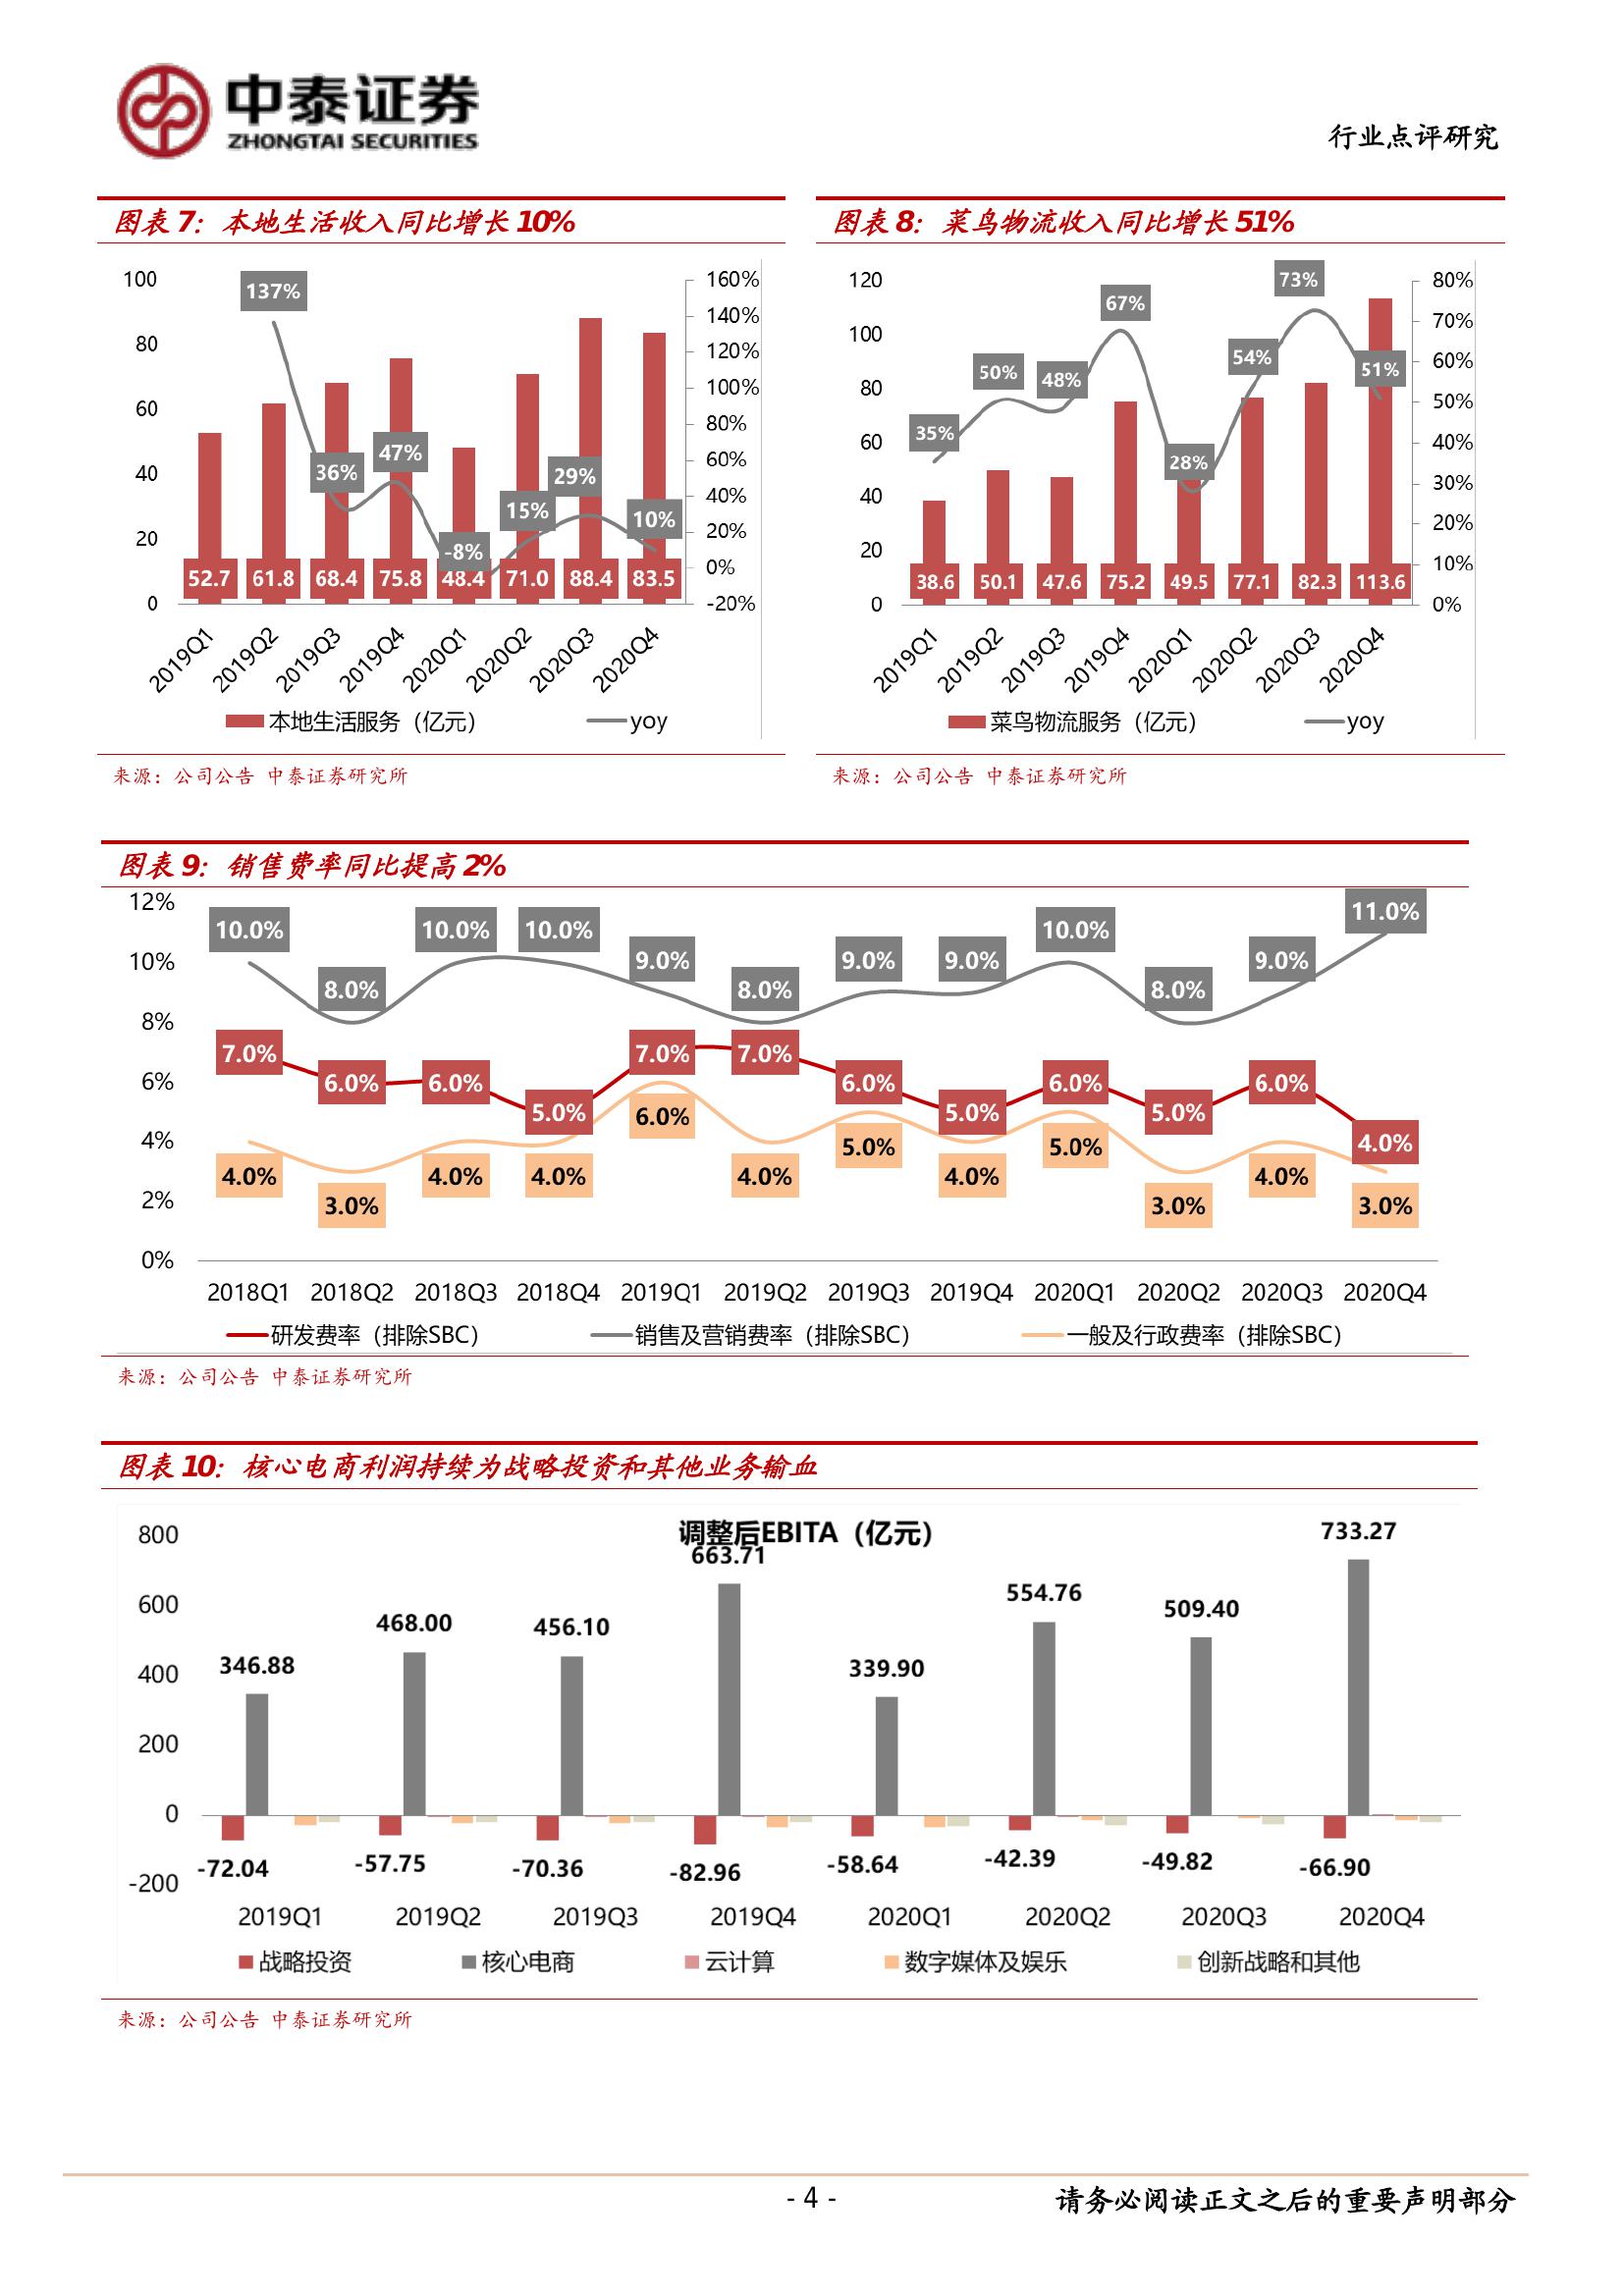 中泰证券
ZHONGTAI SECURITIES
行业点评研究
图表 7：本地生活收入同比增长 10%
100
80
60
40
20
0
160%
140%
120%
100%
80%
60%
40%
20%
0%
-20%
137%
36%
47%
-8%
15%
29%
10%
52.7 61.8 68.4 75.8 48.4 71.0 88.4 83.5
2019Q1 2019Q2 2019Q3 2019Q4 2020Q1 2020Q2 2020Q3 2020Q4
本地生活服务（亿元） yoy
来源：公司公告 中泰证券研究所
图表 8：菜鸟物流收入同比增长 51%
120
100
80
60
40
20
0
80%
70%
60%
50%
40%
30%
20%
10%
0%
35%
50%
48%
67%
28%
54%
73%
51%
38.6 50.1 47.6 75.2 49.5 77.1 82.3 113.6
2019Q1 2019Q2 2019Q3 2019Q4 2020Q1 2020Q2 2020Q3 2020Q4
菜鸟物流服务（亿元） yoy
来源：公司公告 中泰证券研究所
图表 9：销售费率同比提高 2%
12%
10%
8%
6%
4%
2%
0%
10.0% 8.0% 10.0% 10.0% 9.0% 8.0% 9.0% 9.0% 10.0% 8.0% 9.0% 11.0%
7.0% 6.0% 6.0% 5.0% 7.0% 7.0% 6.0% 5.0% 6.0% 5.0% 6.0% 4.0%
4.0% 3.0% 4.0% 4.0% 6.0% 4.0% 5.0% 4.0% 5.0% 3.0% 4.0% 3.0%
2018Q1 2018Q2 2018Q3 2018Q4 2019Q1 2019Q2 2019Q3 2019Q4 2020Q1 2020Q2 2020Q3 2020Q4
研发费率（排除SBC） 销售及营销费率（排除SBC） 一般及行政费率（排除SBC）
来源：公司公告 中泰证券研究所
图表 10：核心电商利润持续为战略投资和其他业务输血
调整后EBITA（亿元）
800
600
400
200
0
-200
346.88 468.00 456.10 663.71 339.90 554.76 509.40 733.27
-72.04 -57.75 -70.36 -82.96 -58.64 -42.39 -49.82 -66.90
2019Q1 2019Q2 2019Q3 2019Q4 2020Q1 2020Q2 2020Q3 2020Q4
战略投资 核心电商 云计算 数字媒体及娱乐 创新战略和其他
来源：公司公告 中泰证券研究所
- 4 -
请务必阅读正文之后的重要声明部分